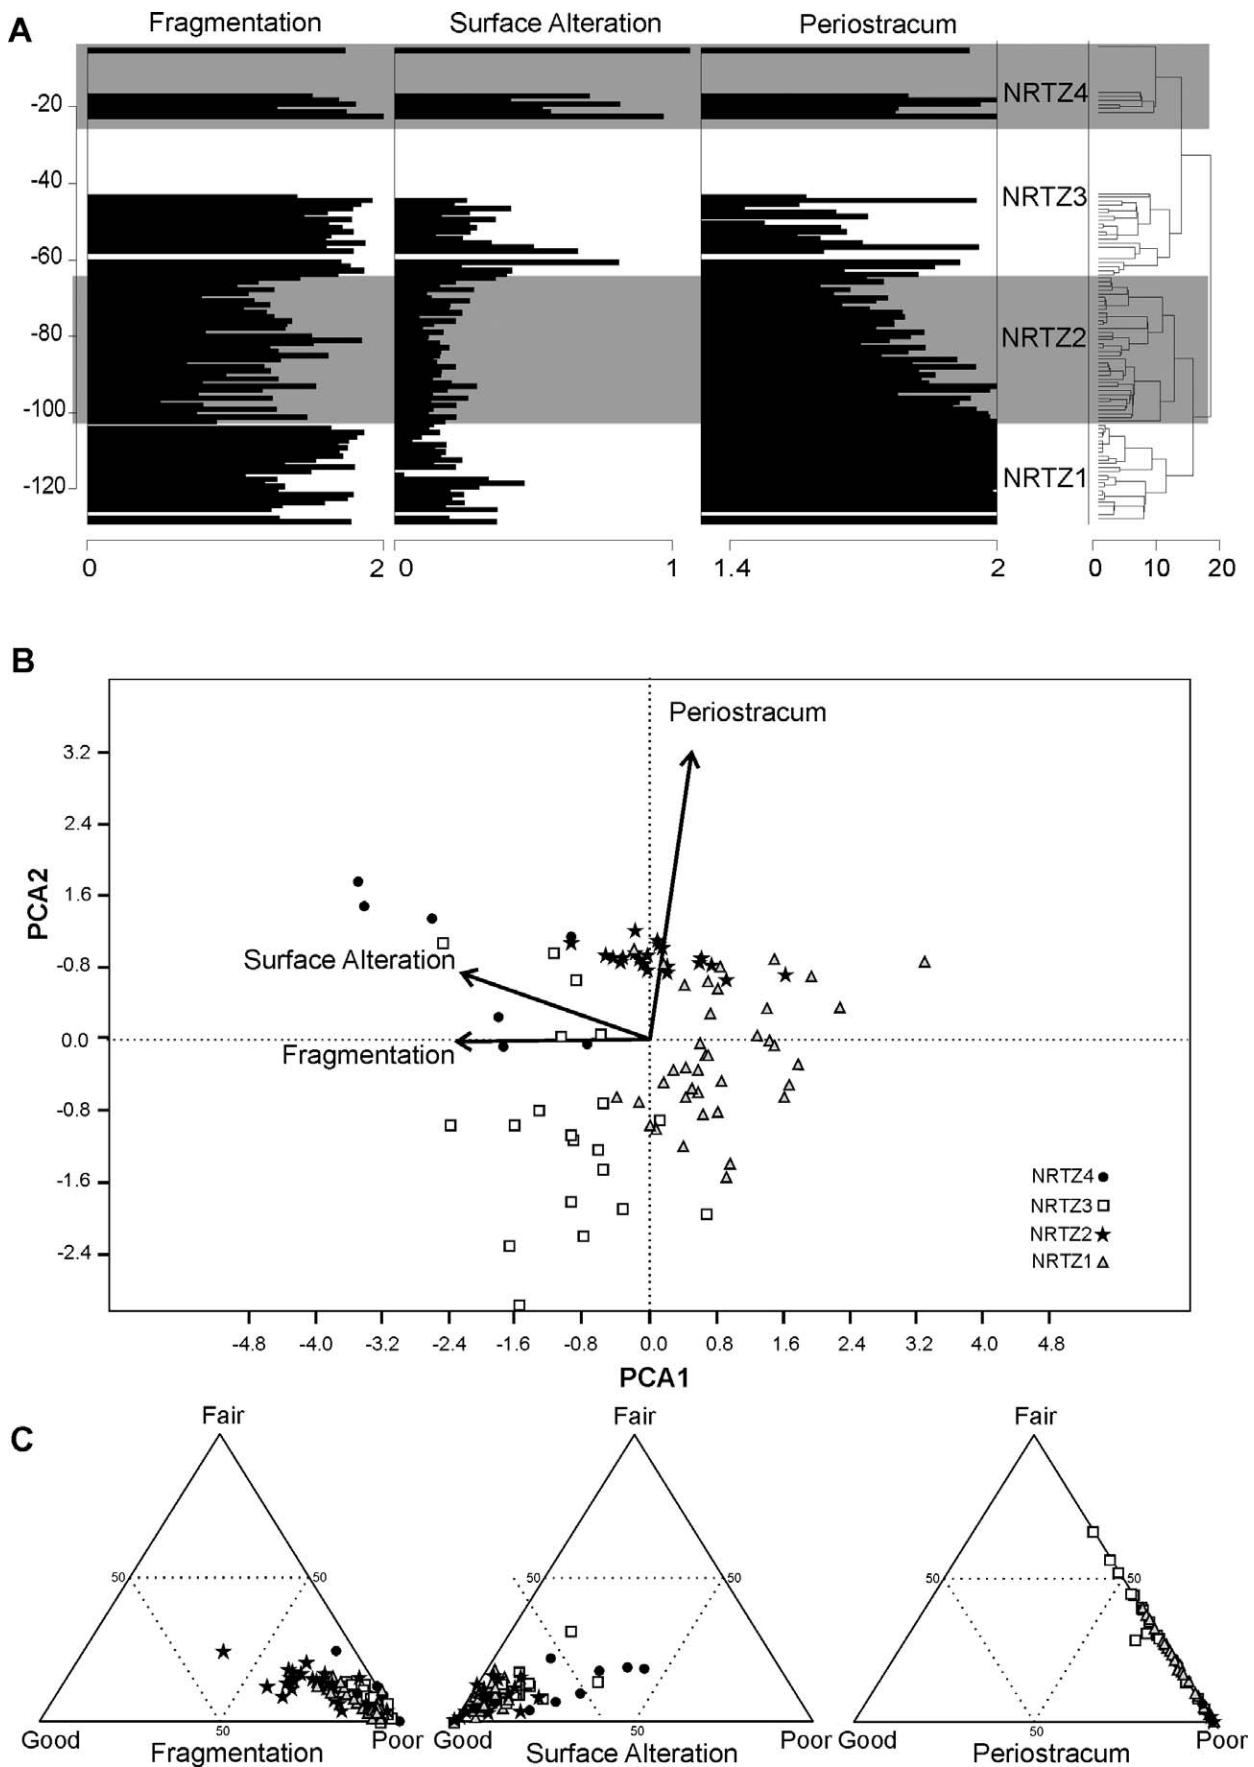 A
Fragmentation Surface Alteration Periostracum
NRTZ4
-20
-40
NRTZ3
-60
-80
NRTZ2
-100
-120
NRTZ1
0 2 0 1 1.4 2 0 10 20
B
Periostracum
3.2
2.4
1.6
PCA2
-0.8
Surface Alteration
0.0
Fragmentation
-0.8
-1.6
-2.4
NRTZ4
NRTZ3
NRTZ2
NRTZ1
-4.8 -4.0 -3.2 -2.4 -1.6 -0.8 0.0 0.8 1.6 2.4 3.2 4.0 4.8
PCA1
C
Fair Fair Fair
50 50 50 50 50 50
50 50 50
Good Poor Good Poor Good Poor
Fragmentation Surface Alteration Periostracum